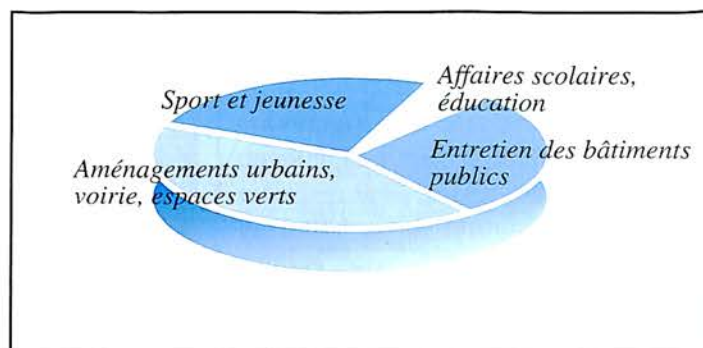 Sport et jeunesse
Affaires scolaires,
éducation
Entretien des bâtiments
publics
Aménagements urbains,
voirie, espaces verts